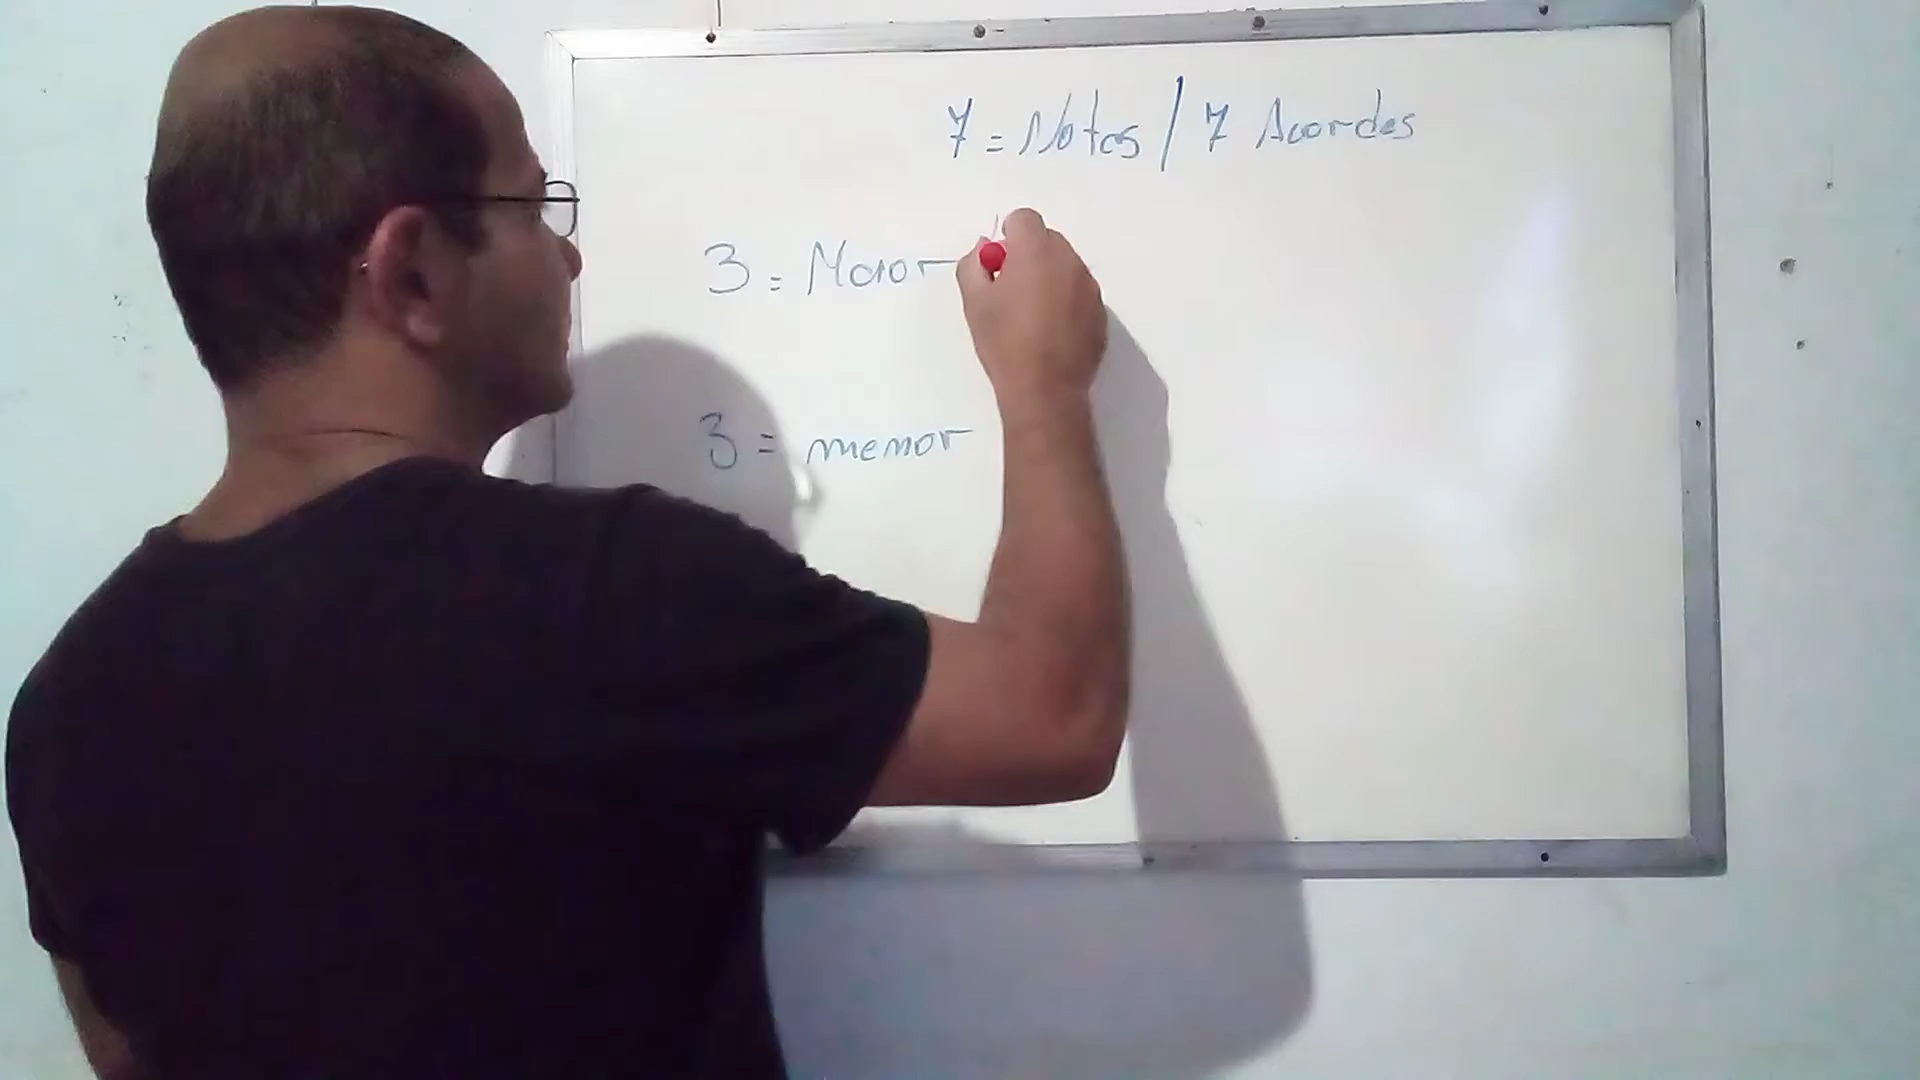 7 = Notas / 7 Acordes
3 = Maior
3 = menor